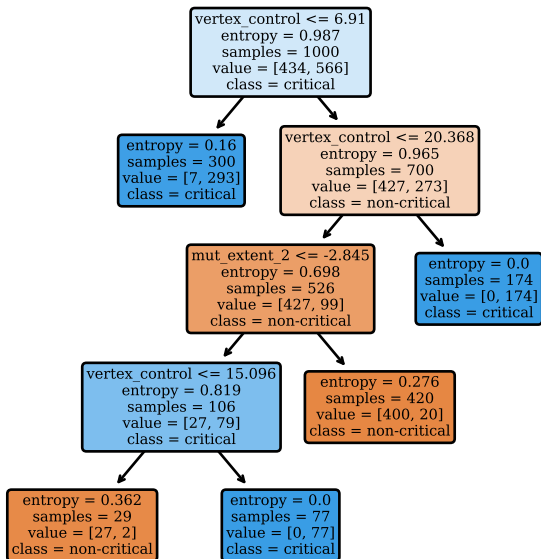 vertex_control <= 6.91
entropy = 0.987
samples = 1000
value = [434, 566]
class = critical
entropy = 0.16
samples = 300
value = [7, 293]
class = critical
vertex_control <= 20.368
entropy = 0.965
samples = 700
value = [427, 273]
class = non-critical
mut_extent_2 <= -2.845
entropy = 0.698
samples = 526
value = [427, 99]
class = non-critical
entropy = 0.0
samples = 174
value = [0, 174]
class = critical
vertex_control <= 15.096
entropy = 0.819
samples = 106
value = [27, 79]
class = critical
entropy = 0.276
samples = 420
value = [400, 20]
class = non-critical
entropy = 0.362
samples = 29
value = [27, 2]
class = non-critical
entropy = 0.0
samples = 77
value = [0, 77]
class = critical